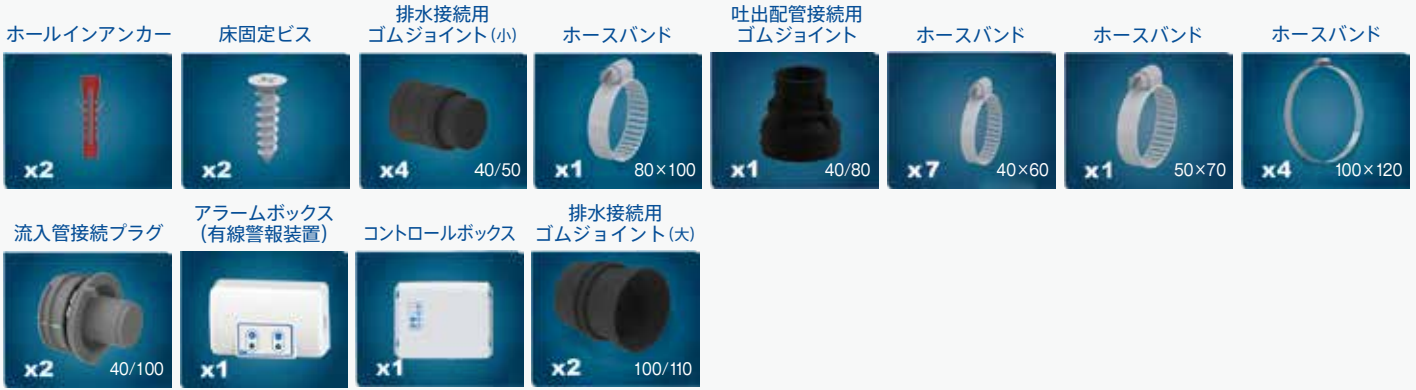 ホールインアンカー
x2
床固定ビス
x2
排水接続用
ゴムジョイント(小)
x4 40/50
ホースバンド
x1 80×100
吐出配管接続用
ゴムジョイント
x1 40/80
ホースバンド
x7 40×60
ホースバンド
x1 50×70
ホースバンド
x4 100×120
流入管接続プラグ
x2 40/100
アラームボックス
(有線警報装置)
x1
コントロールボックス
x1
排水接続用
ゴムジョイント(大)
x2 100/110